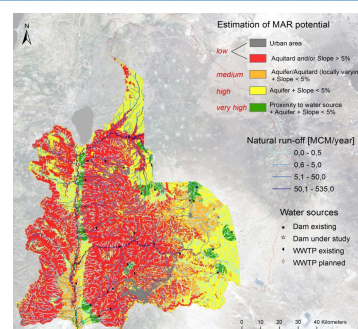 N
Estimation of MAR potential
Urban area
low
Aquitard and/or Slope > 5%
medium
Aquifer/Aquitard (locally varyin
+ Slope < 5%
high
Aquifer + Slope < 5%
very high
Proximity to water source
+ Aquifer + Slope < 5%
Natural run-off [MCM/year]
0,0 - 0,5
0,6 - 5,0
5,1 - 50,0
50,1 - 535,0
Water sources
Dam existing
Dam under study
WWTP existing
WWTP planned
0 10 20 30 40 Kilometers